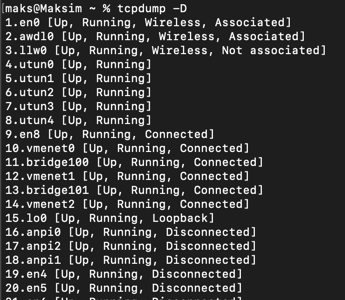 [maks@Maksim ~ % tcpdump -D
1.en0 [Up, Running, Wireless, Associated]
2.awdl0 [Up, Running, Wireless, Associated]
3.llw0 [Up, Running, Wireless, Not associated]
4.utun0 [Up, Running]
5.utun1 [Up, Running]
6.utun2 [Up, Running]
7.utun3 [Up, Running]
8.utun4 [Up, Running]
9.en8 [Up, Running, Connected]
10.vmenet0 [Up, Running, Connected]
11.bridge100 [Up, Running, Connected]
12.vmenet1 [Up, Running, Connected]
13.bridge101 [Up, Running, Connected]
14.vmenet2 [Up, Running, Connected]
15.lo0 [Up, Running, Loopback]
16.anpi0 [Up, Running, Disconnected]
17.anpi2 [Up, Running, Disconnected]
18.anpi1 [Up, Running, Disconnected]
19.en4 [Up, Running, Disconnected]
20.en5 [Up, Running, Disconnected]